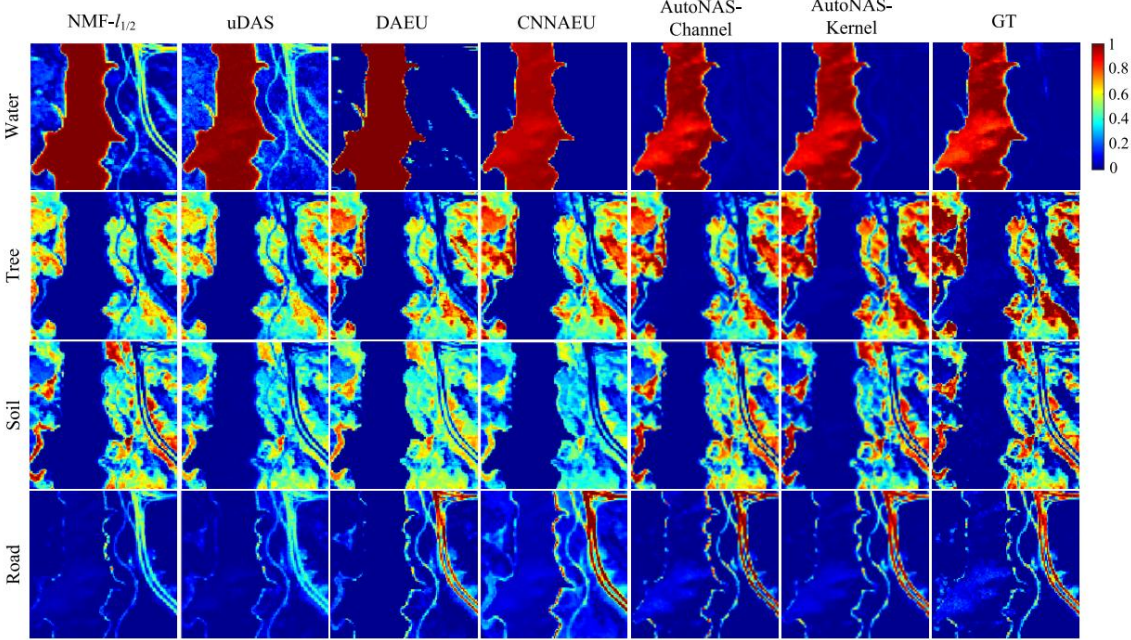 NMF-l1/2
uDAS
DAEU
CNNAEU
AutoNAS-
Channel
AutoNAS-
Kernel
GT
Water
Tree
Soil
Road
1
0.8
0.6
0.4
0.2
0